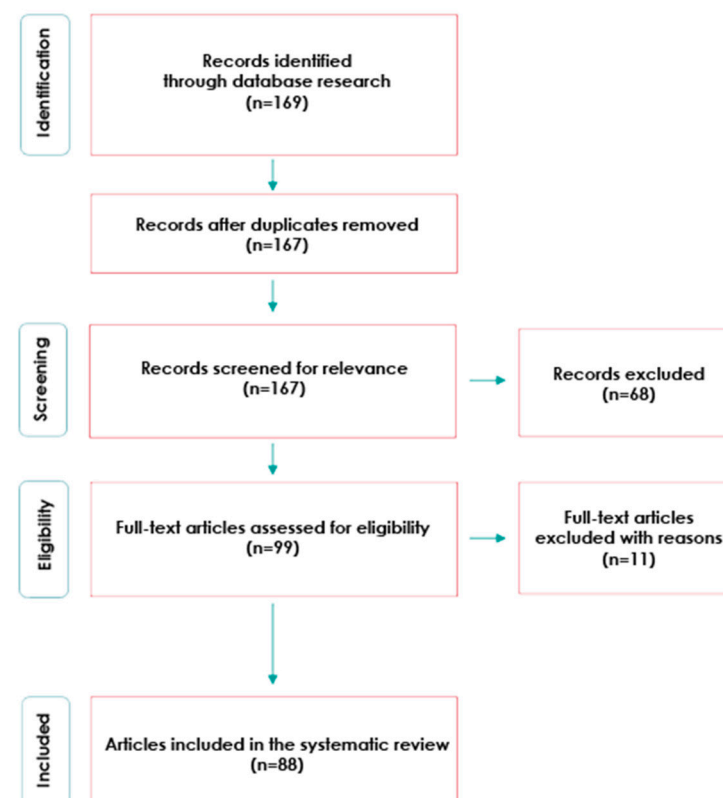 Identification
Records identified
through database research
(n=169)
Records after duplicates removed
(n=167)
Screening
Records screened for relevance
(n=167)
Records excluded
(n=68)
Eligibility
Full-text articles assessed for eligibility
(n=99)
Full-text articles
excluded with reasons
(n=11)
Included
Articles included in the systematic review
(n=88)